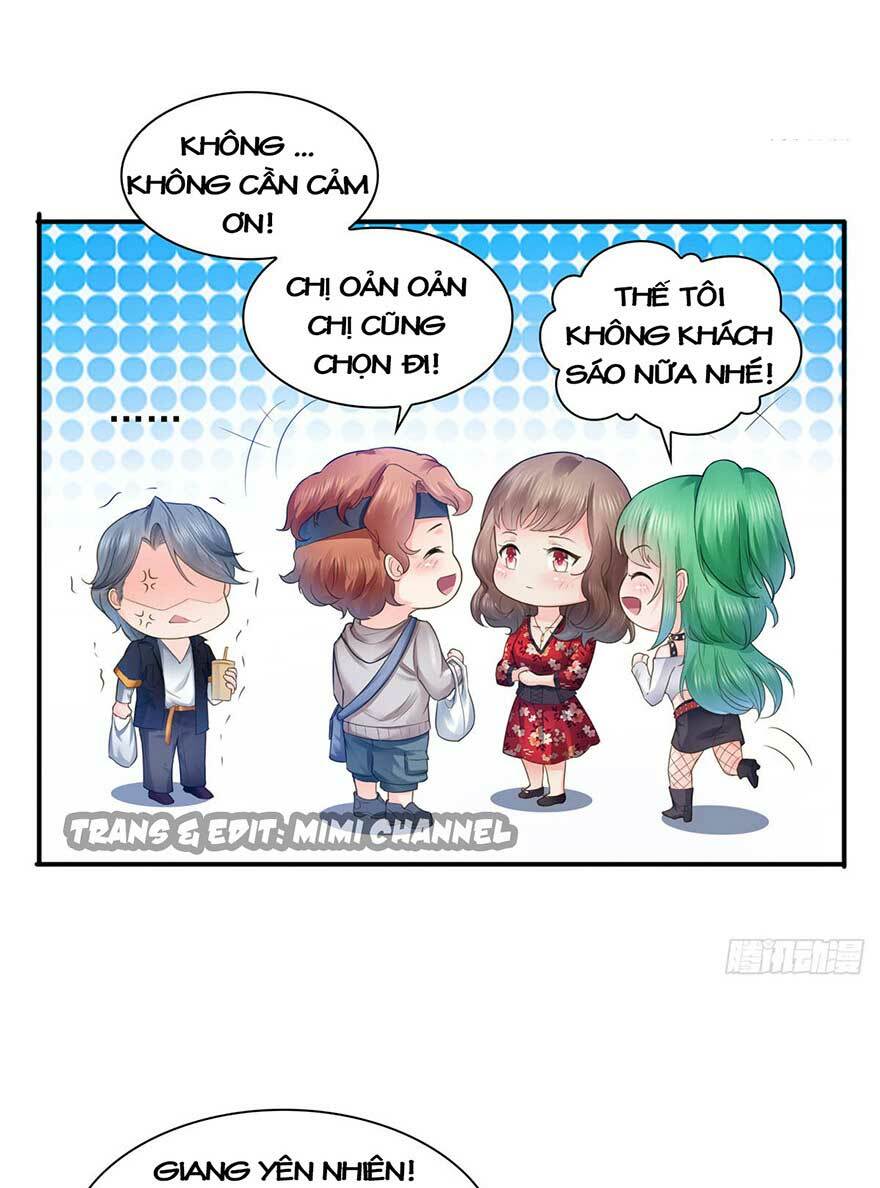 KHÔNG ...
KHÔNG CẦN CẢM
ƠN!
CHỊ OẢN OẢN
CHỊ CŨNG
CHỌN ĐI!
THẾ TÔI
KHÔNG KHÁCH
SÁO NỮA NHÉ!
......
TRANS & EDIT: MIMI CHANNEL
腾讯动漫
GIANG YÊN NHIÊN!